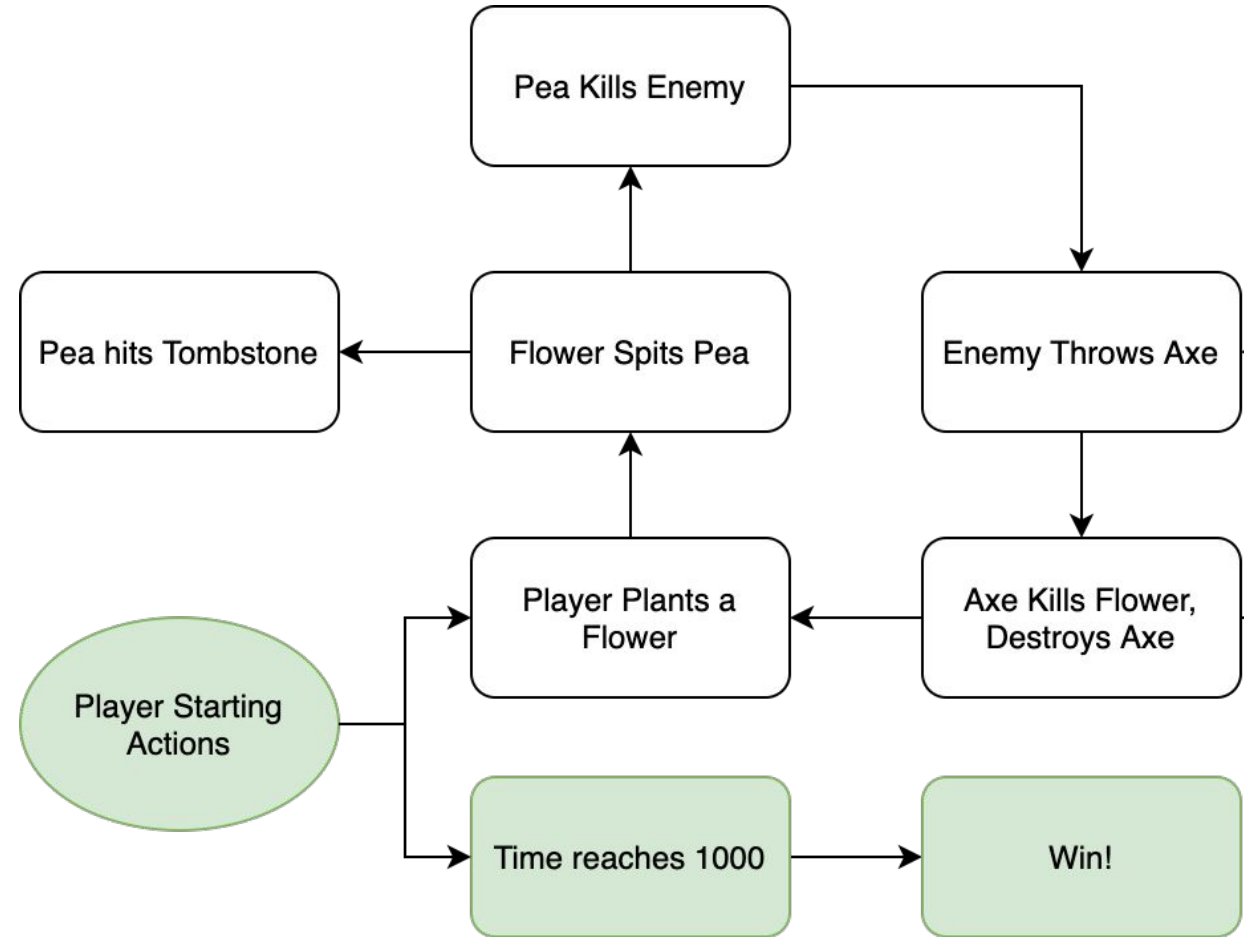 Pea Kills Enemy
Pea hits Tombstone
Flower Spits Pea
Enemy Throws Axe
Player Plants a
Flower
Axe Kills Flower,
Destroys Axe
Player Starting
Actions
Time reaches 1000
Win!